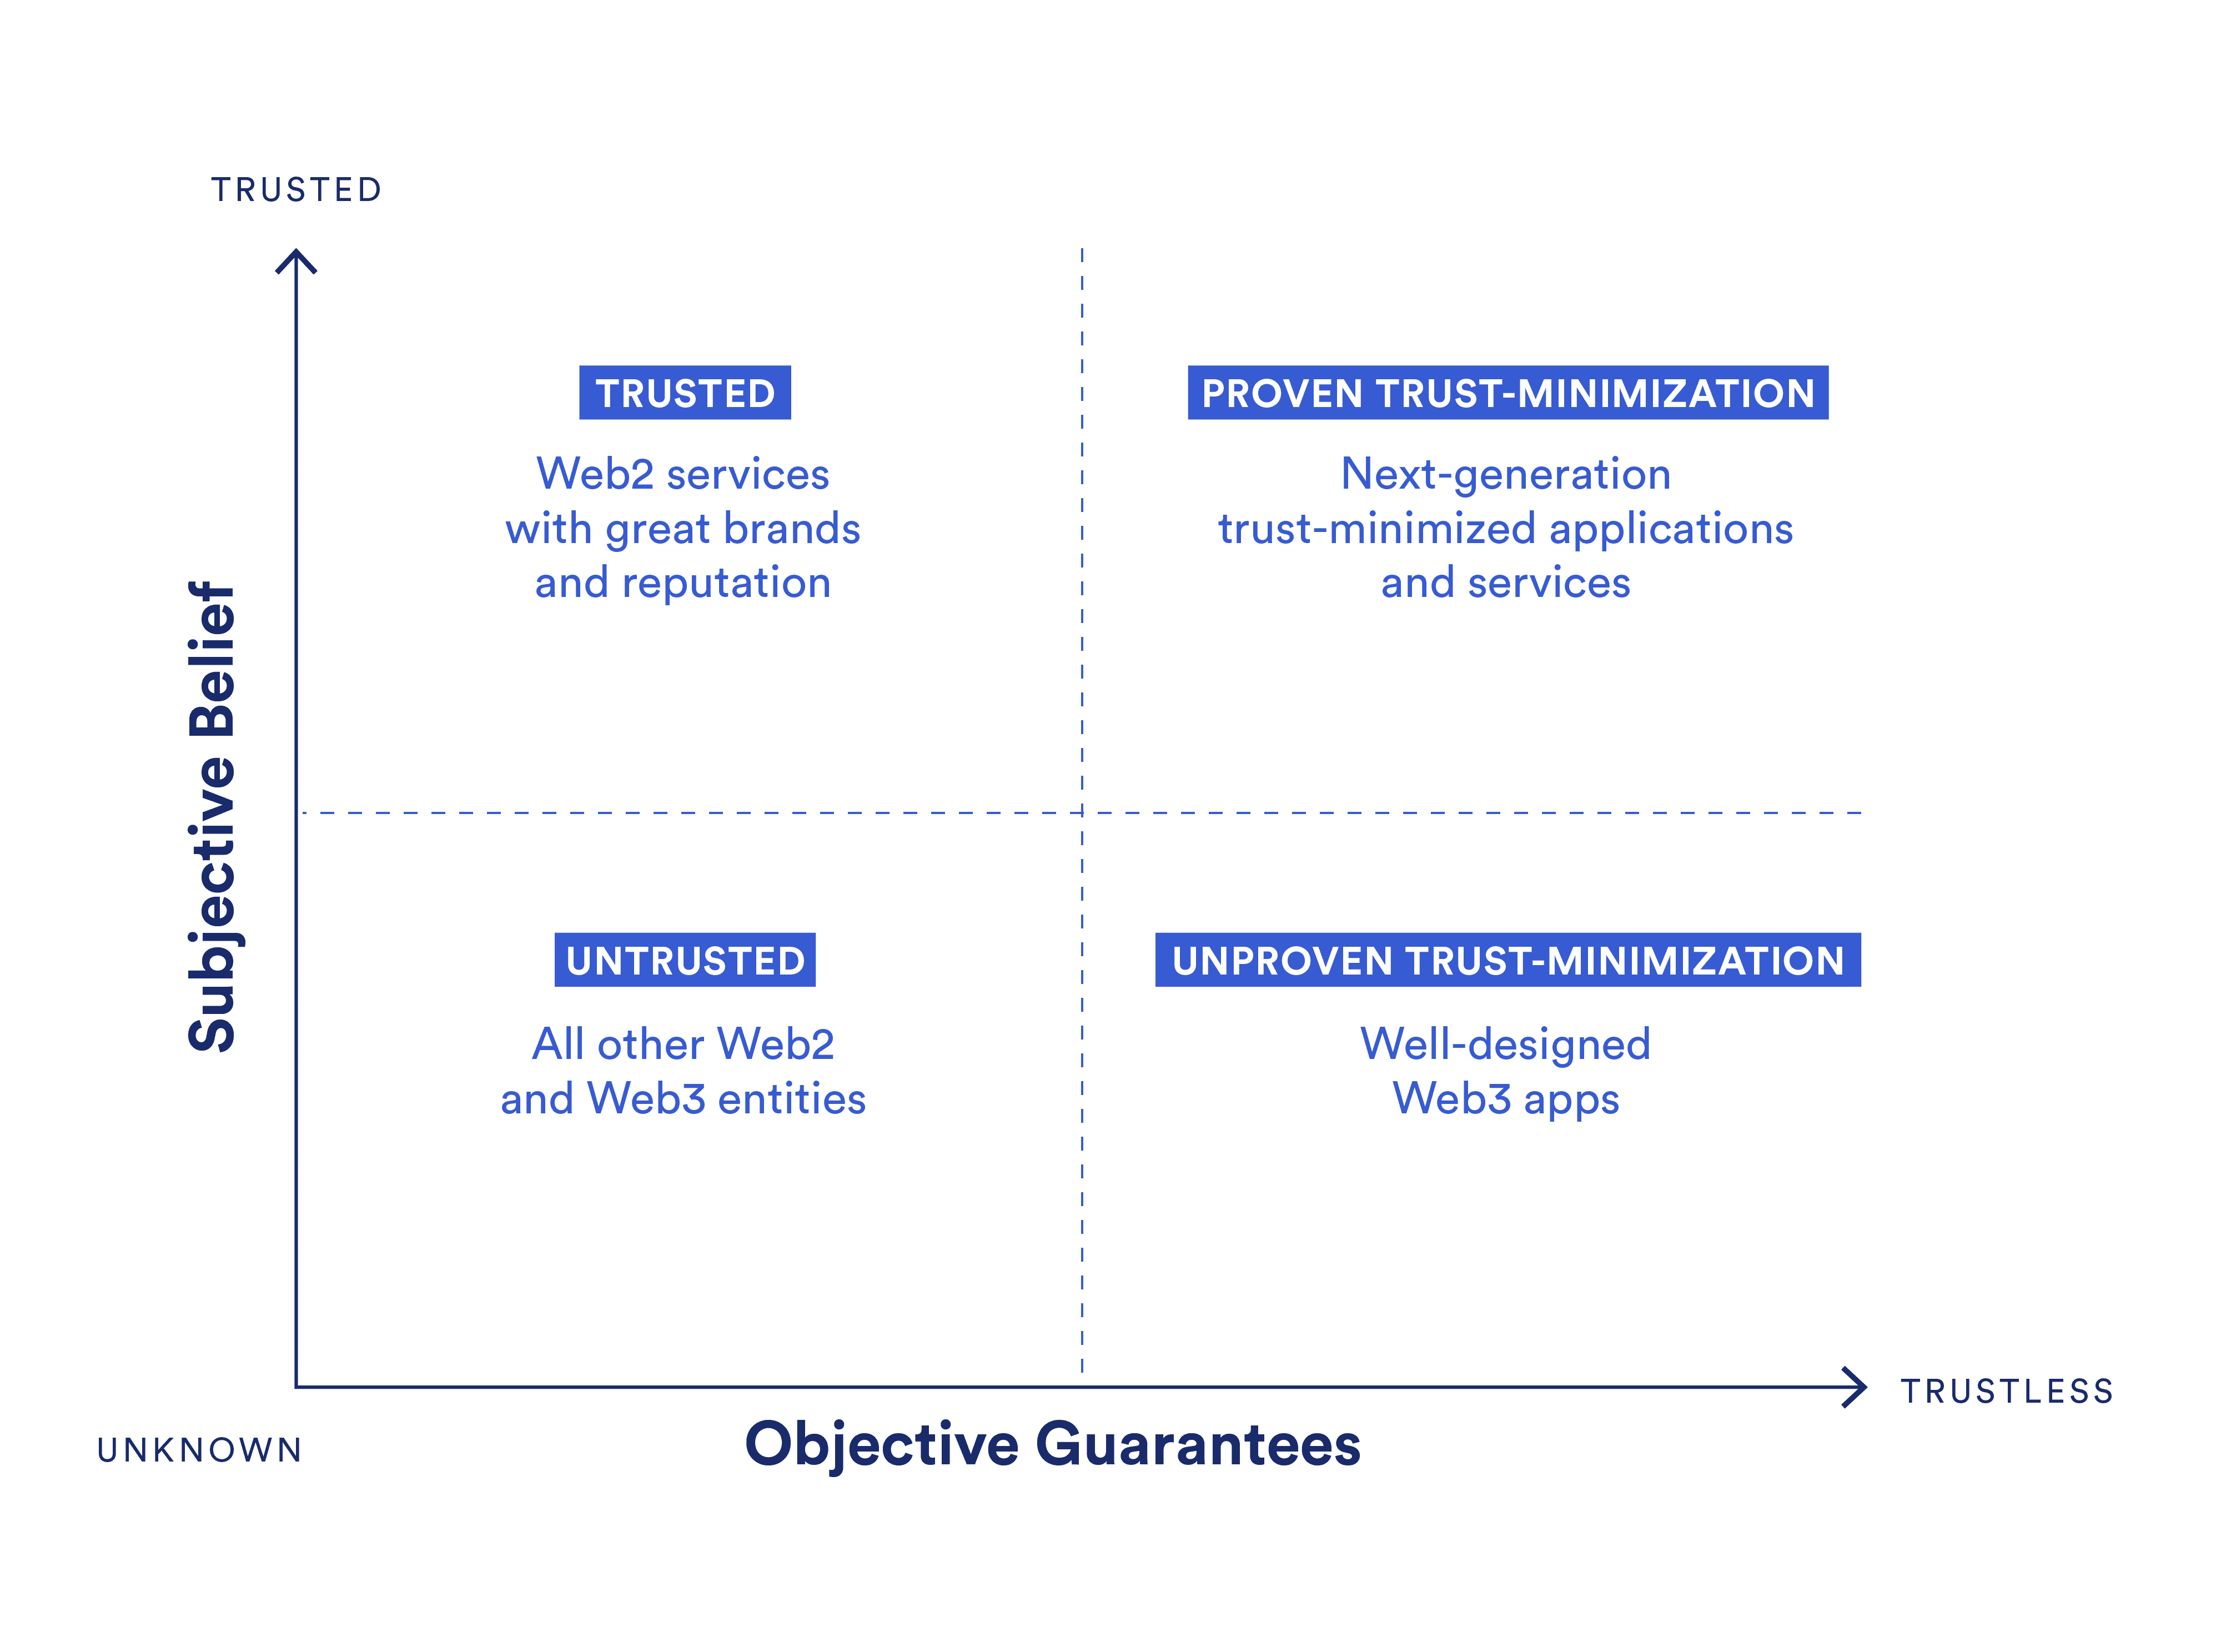 TRUSTED
TRUSTED
Web2 services
with great brands
and reputation
PROVEN TRUST-MINIMIZATION
Next-generation
trust-minimized applications
and services
Subjective Belief
UNTRUSTED
All other Web2
and Web3 entities
UNPROVEN TRUST-MINIMIZATION
Well-designed
Web3 apps
TRUSTLESS
Objective Guarantees
UNKNOWN